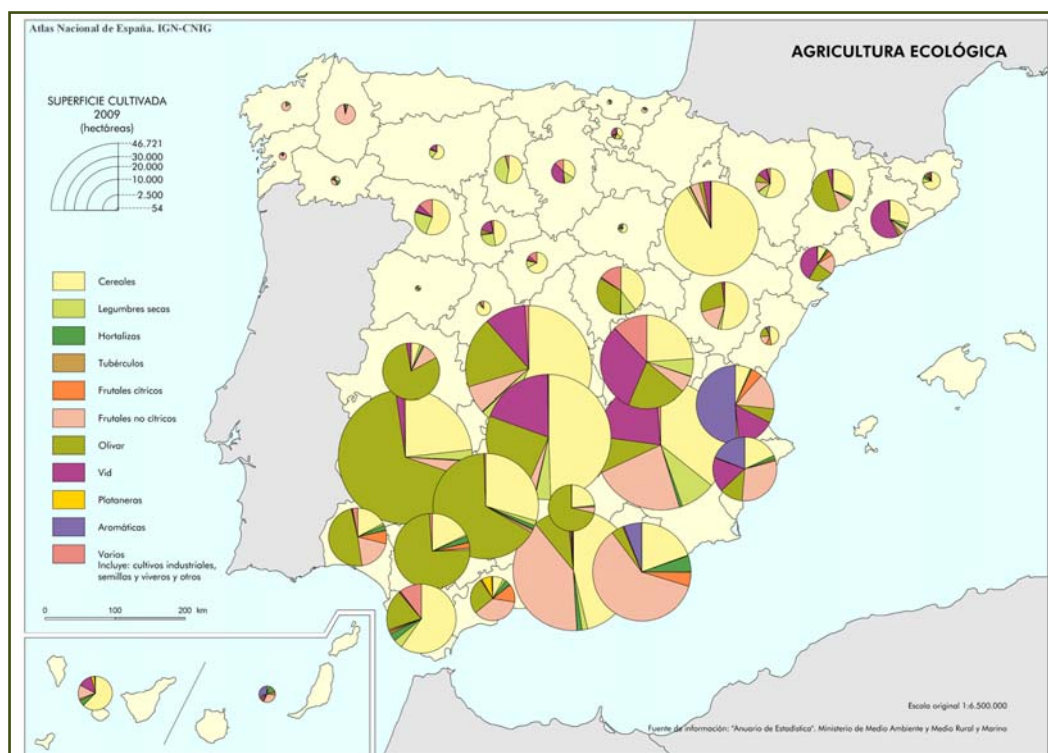 Atlas Nacional de España. IGN-CNIG
AGRICULTURA ECOLÓGICA
SUPERFICIE CULTIVADA
2009
(hectáreas)
46.721
30.000
20.000
10.000
2.500
54
Cereales
Legumbres secas
Hortalizas
Tubérculos
Frutales cítricos
Frutales no cítricos
Olivar
Vid
Plataneras
Aromáticas
Varios
Incluye: cultivos industriales,
semillas y viveros y otros
0 100 200 km
Escala original 1:6.500.000
Fuente de información: "Anuario de Estadística". Ministerio de Medio Ambiente y Medio Rural y Marino